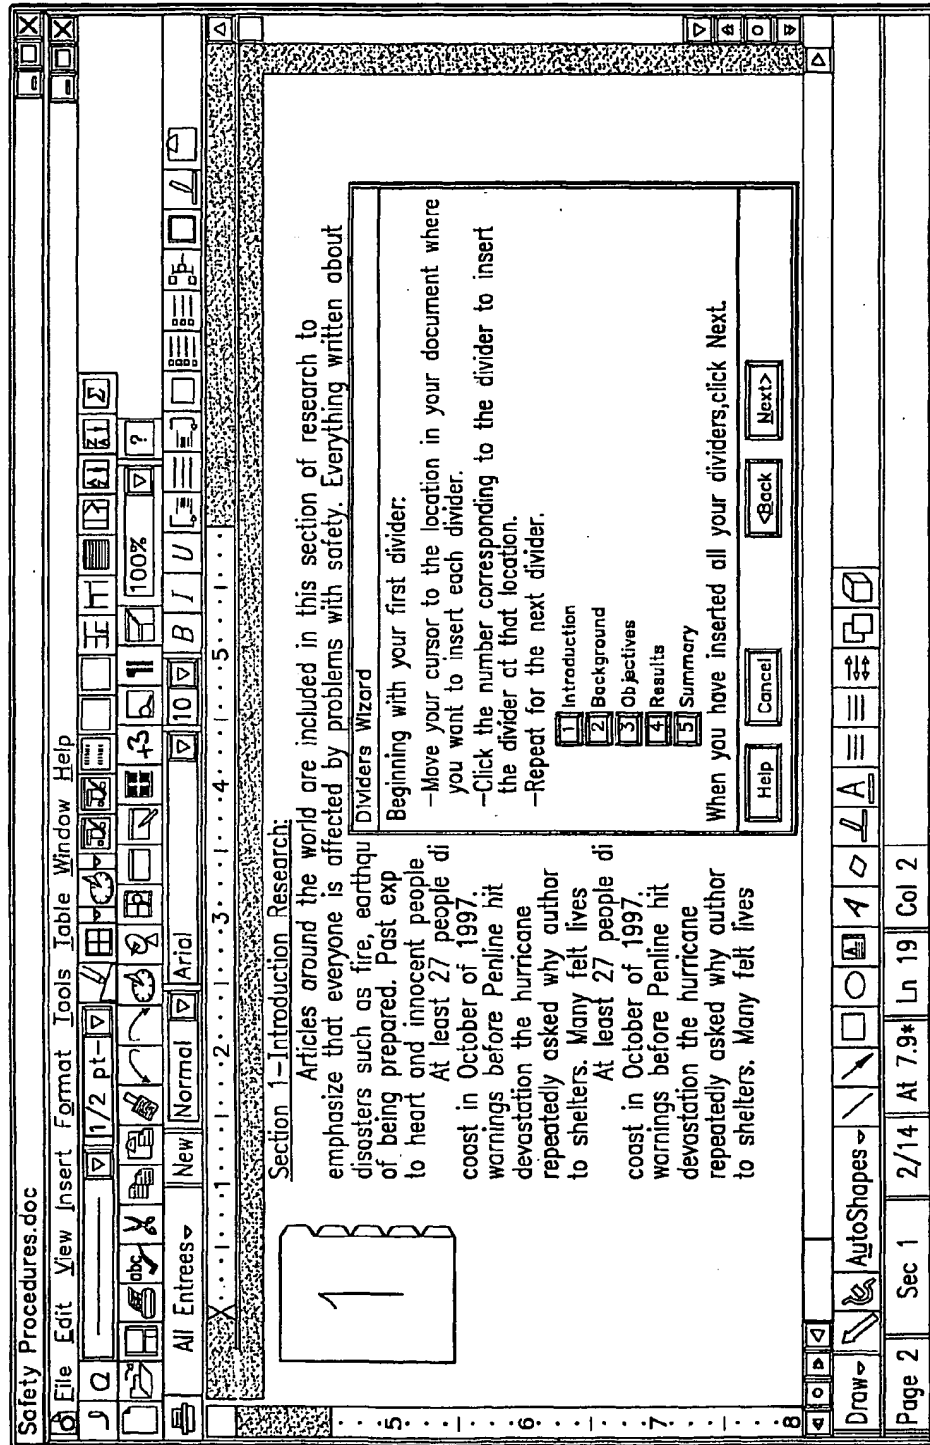 Safety Procedures.doc
File Edit View Insert Format Tools Table Window Help
1/2 pt
abc
100%
?
All Entrees
New
Normal
Arial
10
B I U
1 2 3 4 5
5
6
7
8
1
Section 1-Introduction Research:
Articles around the world are included in this section of research to
emphasize that everyone is affected by problems with safety. Everything written about
disasters such as fire, earthqu
of being prepared. Past exp
to heart and innocent people
At least 27 people di
coast in October of 1997.
warnings before Penline hit
devastation the hurricane
repeatedly asked why author
to shelters. Many felt lives
At least 27 people di
coast in October of 1997.
warnings before Penline hit
devastation the hurricane
repeatedly asked why author
to shelters. Many felt lives
Dividers Wizard
Beginning with your first divider:
-Move your cursor to the location in your document where
you want to insert each divider.
-Click the number corresponding to the divider to insert
the divider at that location.
-Repeat for the next divider.
1 Introduction
2 Background
3 Objectives
4 Results
5 Summary
When you have inserted all your dividers,click Next.
Help Cancel <Back Next>
Draw AutoShapes A
Page 2 Sec 1 2/14 At 7.9* Ln 19 Col 2